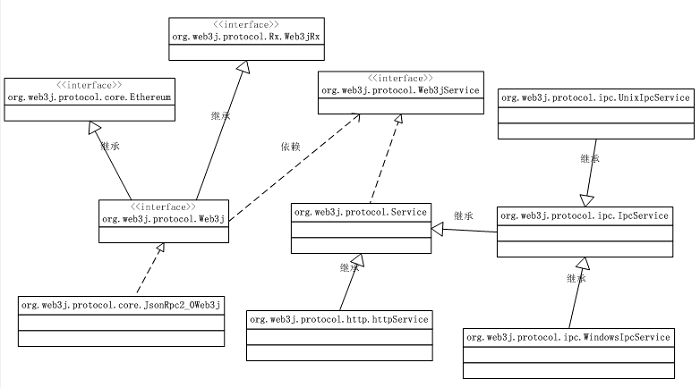 <<interface>>
org.web3j.protocol.Rx.Web3jRx
<<interface>>
org.web3j.protocol.core.Ethereum
<<interface>>
org.web3j.protocol.Web3jService
org.web3j.protocol.ipc.UnixIpcService
继承
继承
依赖
继承
<<interface>>
org.web3j.protocol.Web3j
org.web3j.protocol.Service
继承
org.web3j.protocol.ipc.IpcService
继承
继承
org.web3j.protocol.core.JsonRpc2_0Web3j
org.web3j.protocol.http.httpService
org.web3j.protocol.ipc.WindowsIpcService